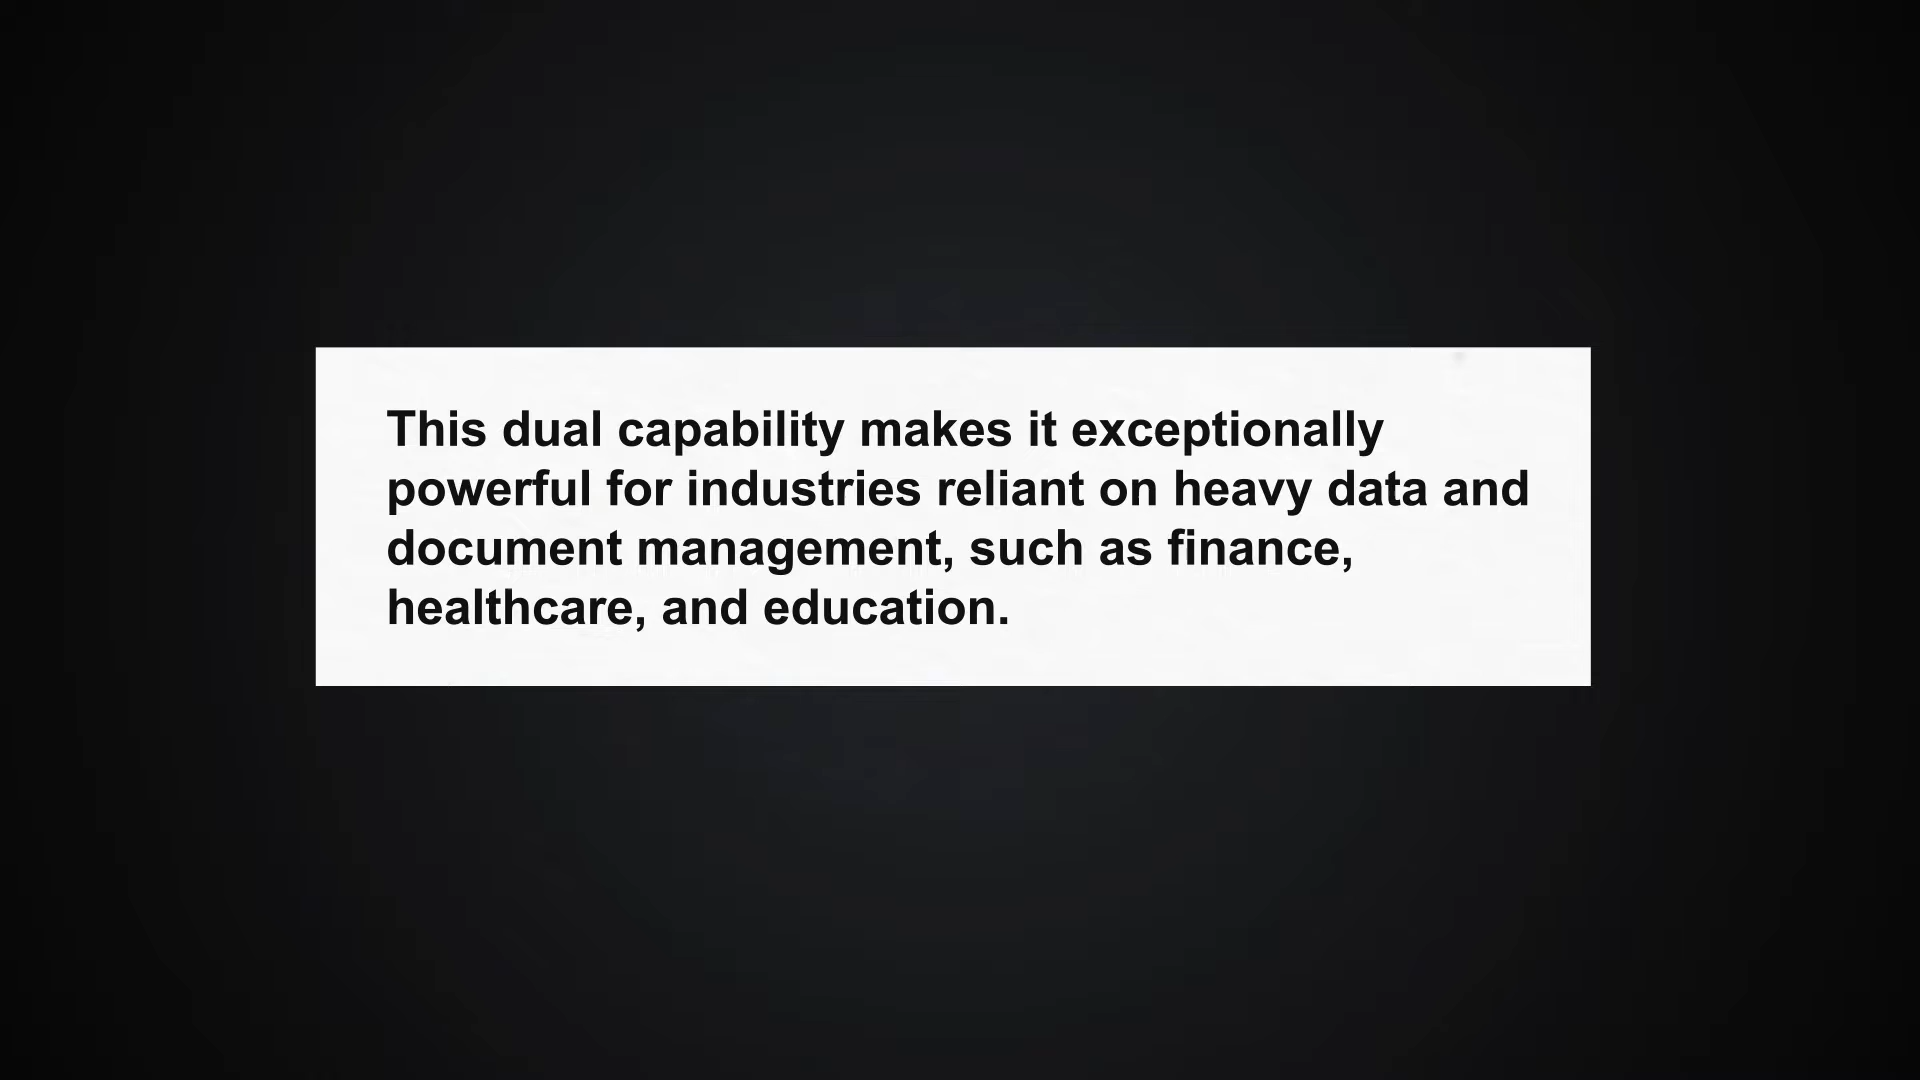 This dual capability makes it exceptionally
powerful for industries reliant on heavy data and
document management, such as finance,
healthcare, and education.